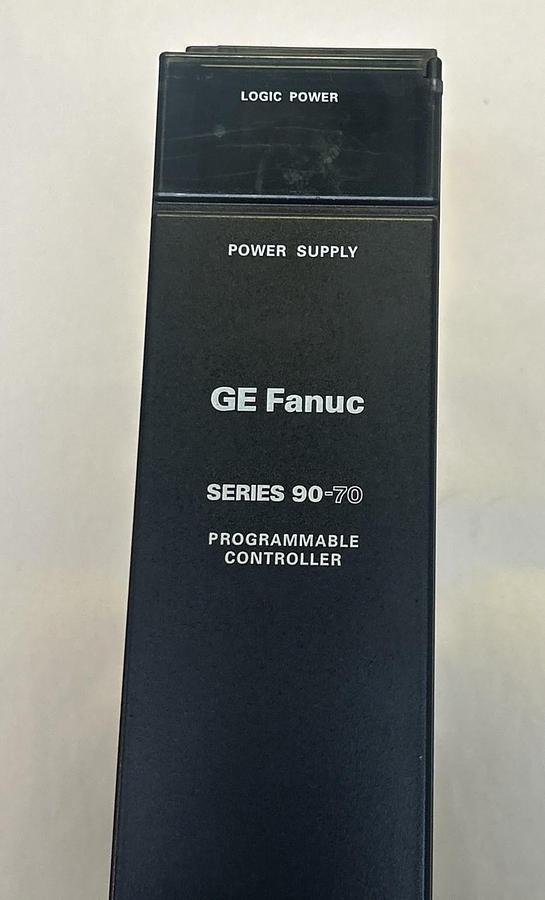 LOGIC POWER
POWER SUPPLY
GE Fanuc
SERIES 90-70
PROGRAMMABLE
CONTROLLER